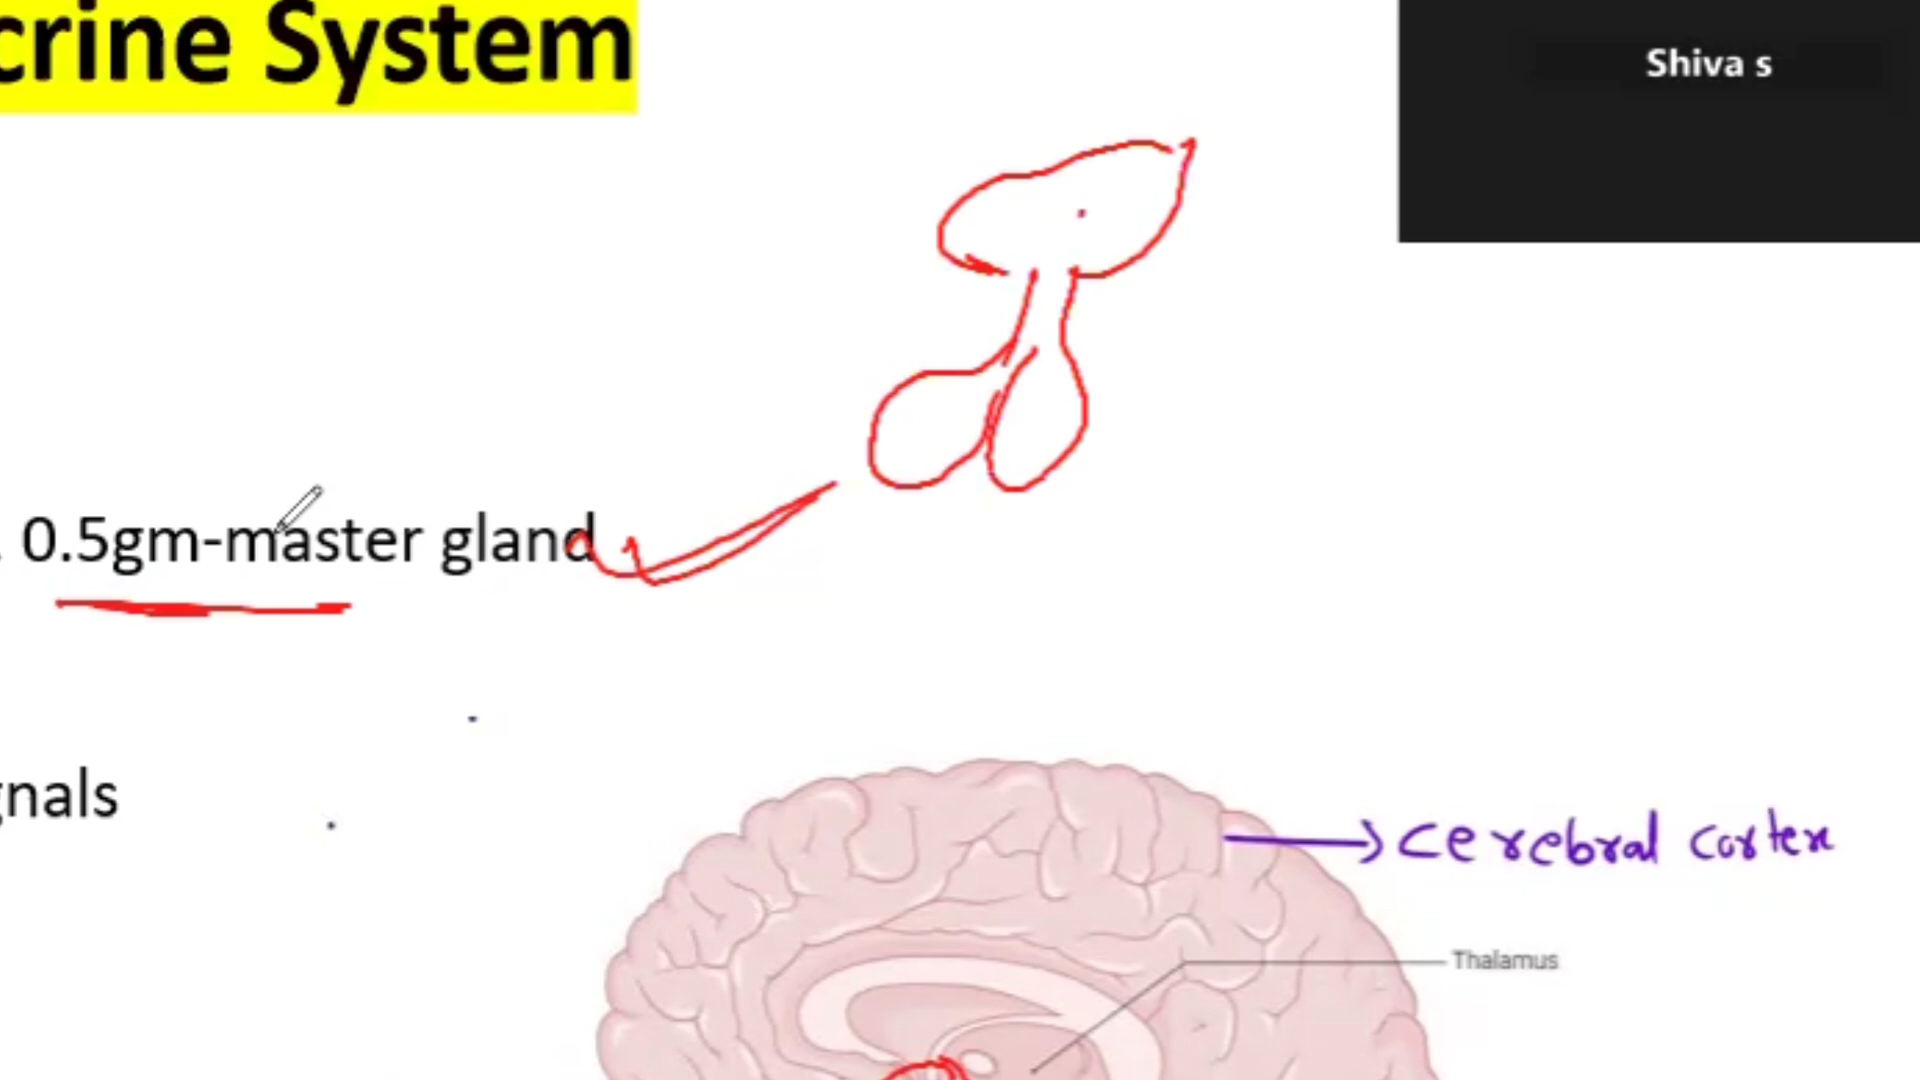 crine System
Shiva s
0.5gm-master gland
gnals
cerebral cortex
Thalamus